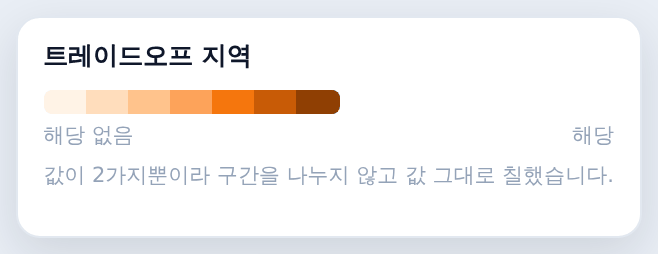 트레이드오프 지역
해당 없음 해당
값이 2가지뿐이라 구간을 나누지 않고 값 그대로 칠했습니다.